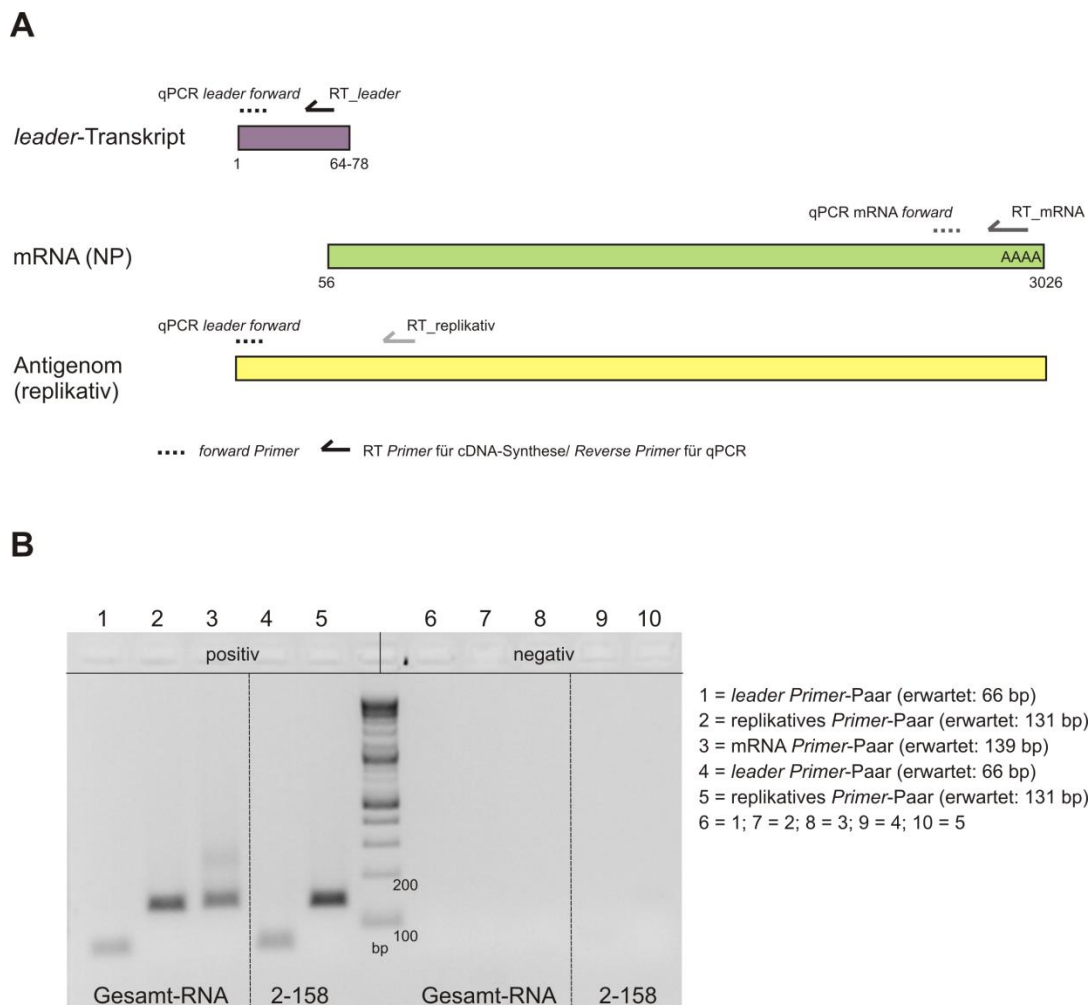 A
qPCR leader forward RT_leader
leader-Transkript
1 64-78
qPCR mRNA forward RT_mRNA
mRNA (NP)
AAAA
56 3026
qPCR leader forward RT_replikativ
Antigenom
(replikativ)
forward Primer RT Primer für cDNA-Synthese/ Reverse Primer für qPCR
B
1 2 3 4 5 6 7 8 9 10
positiv negativ
1 = leader Primer-Paar (erwartet: 66 bp)
2 = replikatives Primer-Paar (erwartet: 131 bp)
3 = mRNA Primer-Paar (erwartet: 139 bp)
4 = leader Primer-Paar (erwartet: 66 bp)
5 = replikatives Primer-Paar (erwartet: 131 bp)
6 = 1; 7 = 2; 8 = 3; 9 = 4; 10 = 5
200
100
bp
Gesamt-RNA 2-158 Gesamt-RNA 2-158